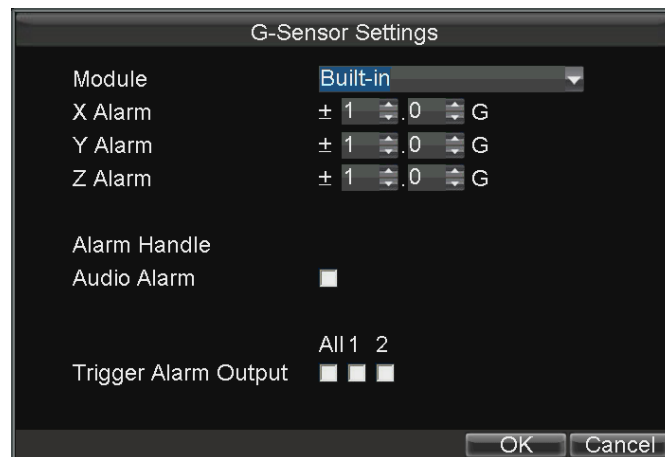 G-Sensor Settings
Module Built-in
X Alarm ± 1 . 0 G
Y Alarm ± 1 . 0 G
Z Alarm ± 1 . 0 G
Alarm Handle
Audio Alarm
All 1 2
Trigger Alarm Output
OK Cancel